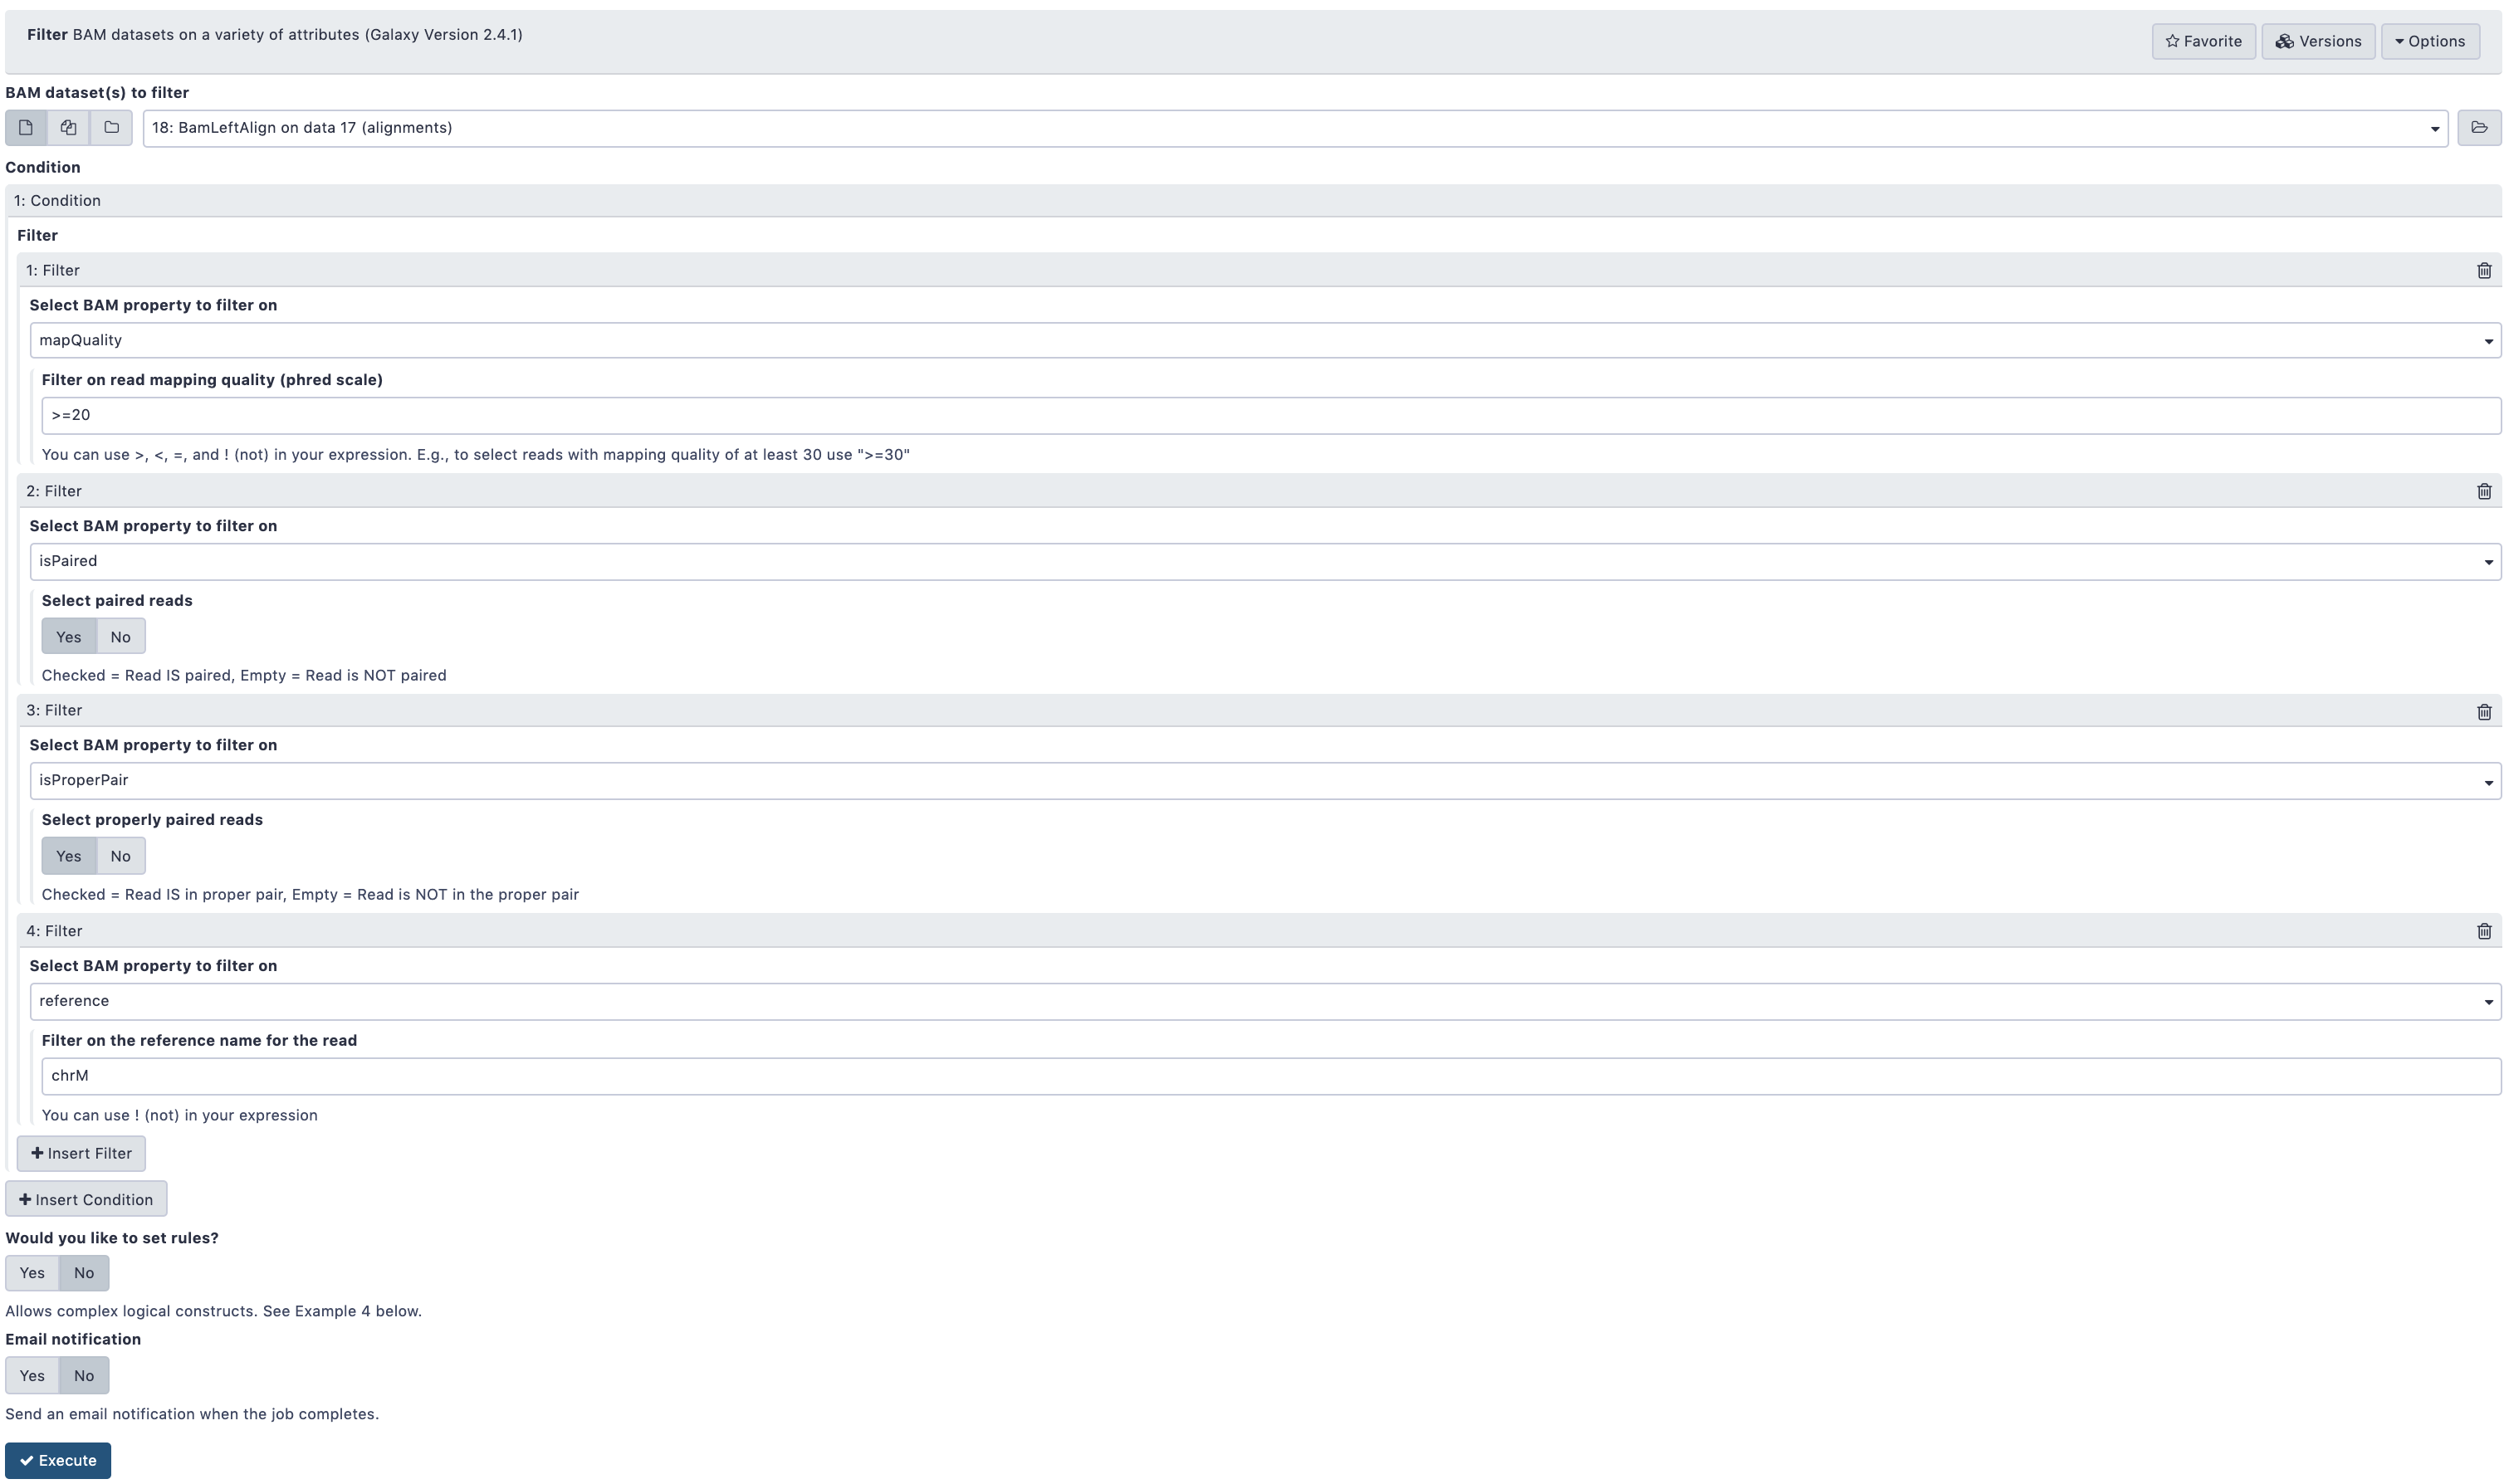 Filter BAM datasets on a variety of attributes (Galaxy Version 2.4.1)
Favorite
Versions
Options
BAM dataset(s) to filter
18: BamLeftAlign on data 17 (alignments)
Condition
1: Condition
Filter
1: Filter
Select BAM property to filter on
mapQuality
Filter on read mapping quality (phred scale)
>=20
You can use >, <, =, and ! (not) in your expression. E.g., to select reads with mapping quality of at least 30 use ">=30"
2: Filter
Select BAM property to filter on
isPaired
Select paired reads
Yes No
Checked = Read IS paired, Empty = Read is NOT paired
3: Filter
Select BAM property to filter on
isProperPair
Select properly paired reads
Yes No
Checked = Read IS in proper pair, Empty = Read is NOT in the proper pair
4: Filter
Select BAM property to filter on
reference
Filter on the reference name for the read
chrM
You can use ! (not) in your expression
Insert Filter
Insert Condition
Would you like to set rules?
Yes No
Allows complex logical constructs. See Example 4 below.
Email notification
Yes No
Send an email notification when the job completes.
Execute